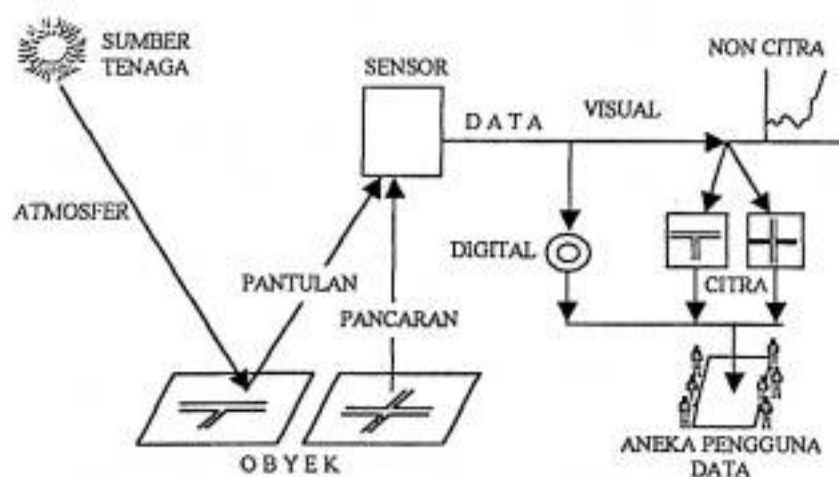 SUMBER
TENAGA
SENSOR
NON CITRA
DATA
VISUAL
ATMOSFER
DIGITAL
CITRA
PANTULAN
PANCARAN
OBYEK
ANEKA PENGGUNA
DATA